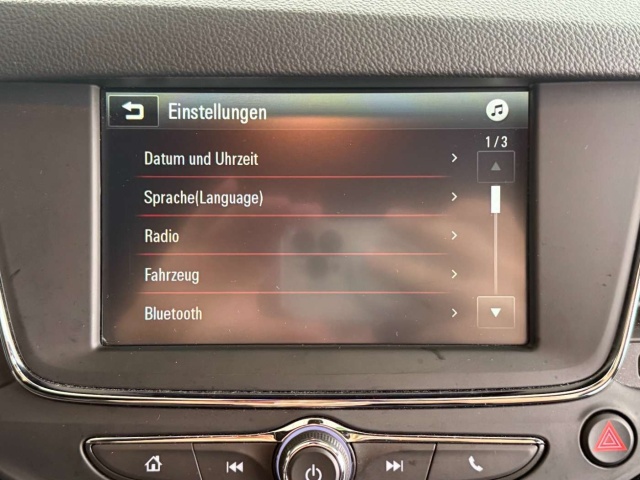 Einstellungen
1/3
Datum und Uhrzeit
Sprache(Language)
Radio
Fahrzeug
Bluetooth